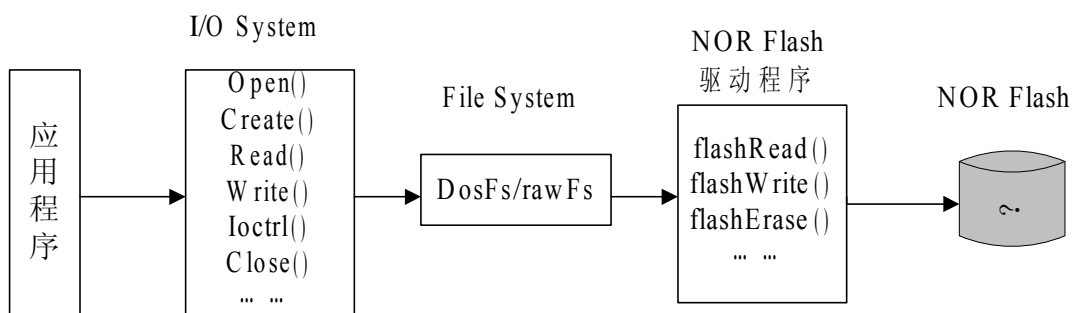 I/O System
应用程序
Open()
Create()
Read()
Write()
Ioctrl()
Close()
... ...
File System
DosFs/rawFs
NOR Flash
驱动程序
flashRead()
flashWrite()
flashErase()
... ...
NOR Flash
?